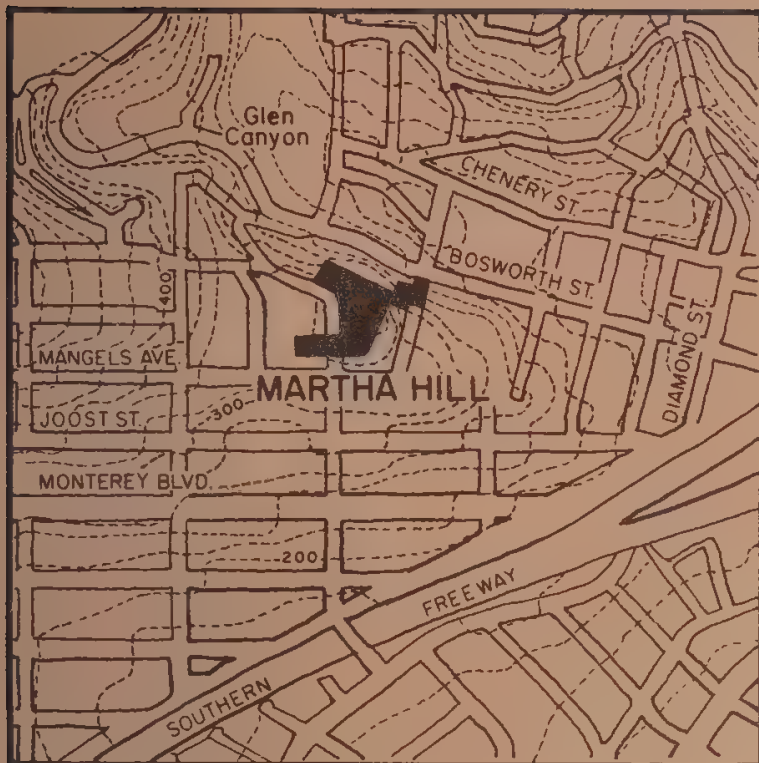 Glen
Canyon
CHENERY ST.
BOSWORTH ST.
400
DIAMOND ST.
MANGELS AVE.
MARTHA HILL
300
JOOST ST.
MONTEREY BLVD.
200
FREEWAY
SOUTHERN